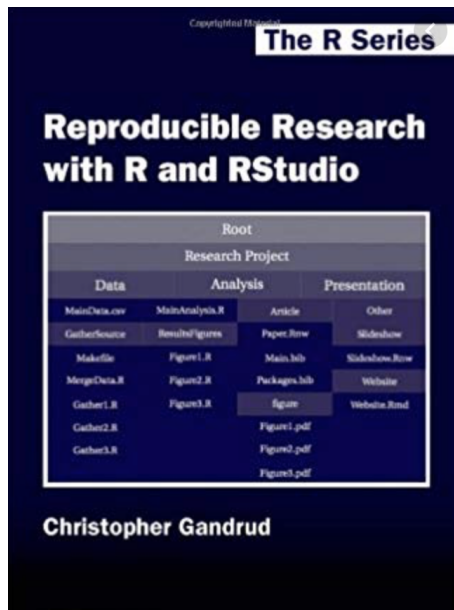 Copyrighted Material
The R Series
Reproducible Research
with R and RStudio
Root
Research Project
Data Analysis Presentation
MainData.csv MainAnalysis.R Article Other
GatherSource ResultsFigures Paper.Rnw Slideshow
Makefile Figure1.R Main.bib Slideshow.Rnw
MergeData.R Figure2.R Packages.bib Website
Gather1.R Figure3.R figure Website.Rmd
Gather2.R Figure1.pdf
Gather3.R Figure2.pdf
Figure3.pdf
Christopher Gandrud